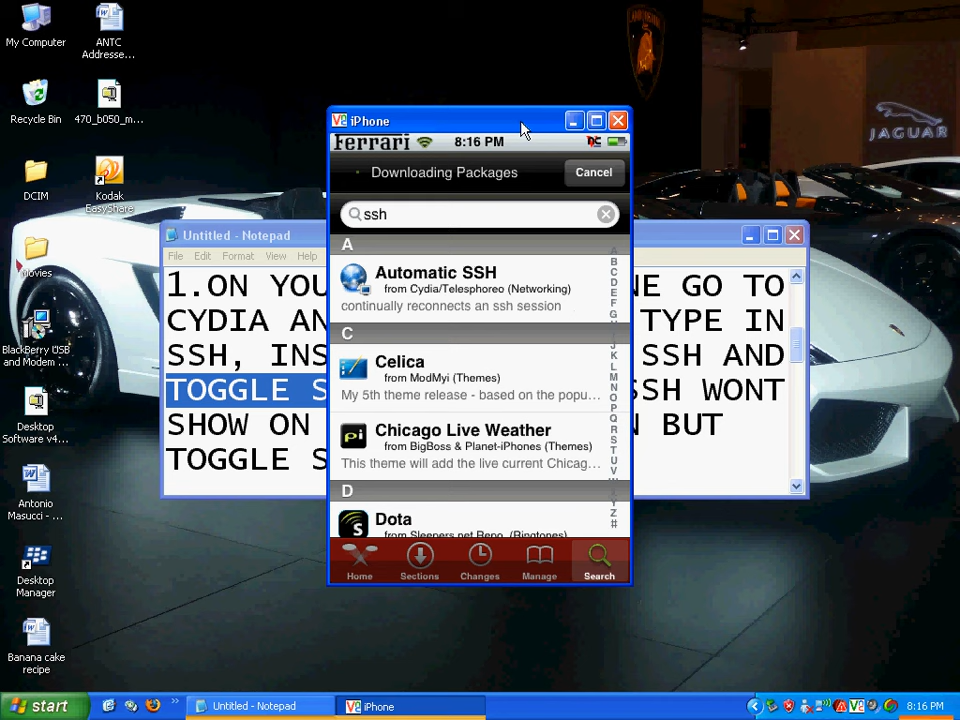 My Computer
ANTC
Addresse...
Recycle Bin
470_b050_m...
DCIM
Kodak
EasyShare
Movies
BlackBerry USB
and Modem ...
Desktop
Software v4...
Antonio
Masucci - ...
Desktop
Manager
Banana cake
recipe
JAGUAR
Untitled - Notepad
File Edit Format View Help
1.ON YOU
NE GO TO
CYDIA AN
TYPE IN
SSH, INS
SSH AND
TOGGLE S
SSH WONT
SHOW ON
N BUT
TOGGLE S
iPhone
Ferrari 8:16 PM
Downloading Packages
Cancel
ssh
A
Automatic SSH
from Cydia/Telesphoreo (Networking)
continually reconnects an ssh session
C
Celica
from ModMyi (Themes)
My 5th theme release - based on the popu...
Chicago Live Weather
from BigBoss & Planet-iPhones (Themes)
This theme will add the live current Chicag...
D
Dota
from Sleepers.net Repo. (Ringtones)
A
B
C
D
E
F
G
J
K
L
M
N
O
P
Q
R
S
T
U
V
Y
Z
#
Home Sections Changes Manage Search
start
Untitled - Notepad
iPhone
8:16 PM